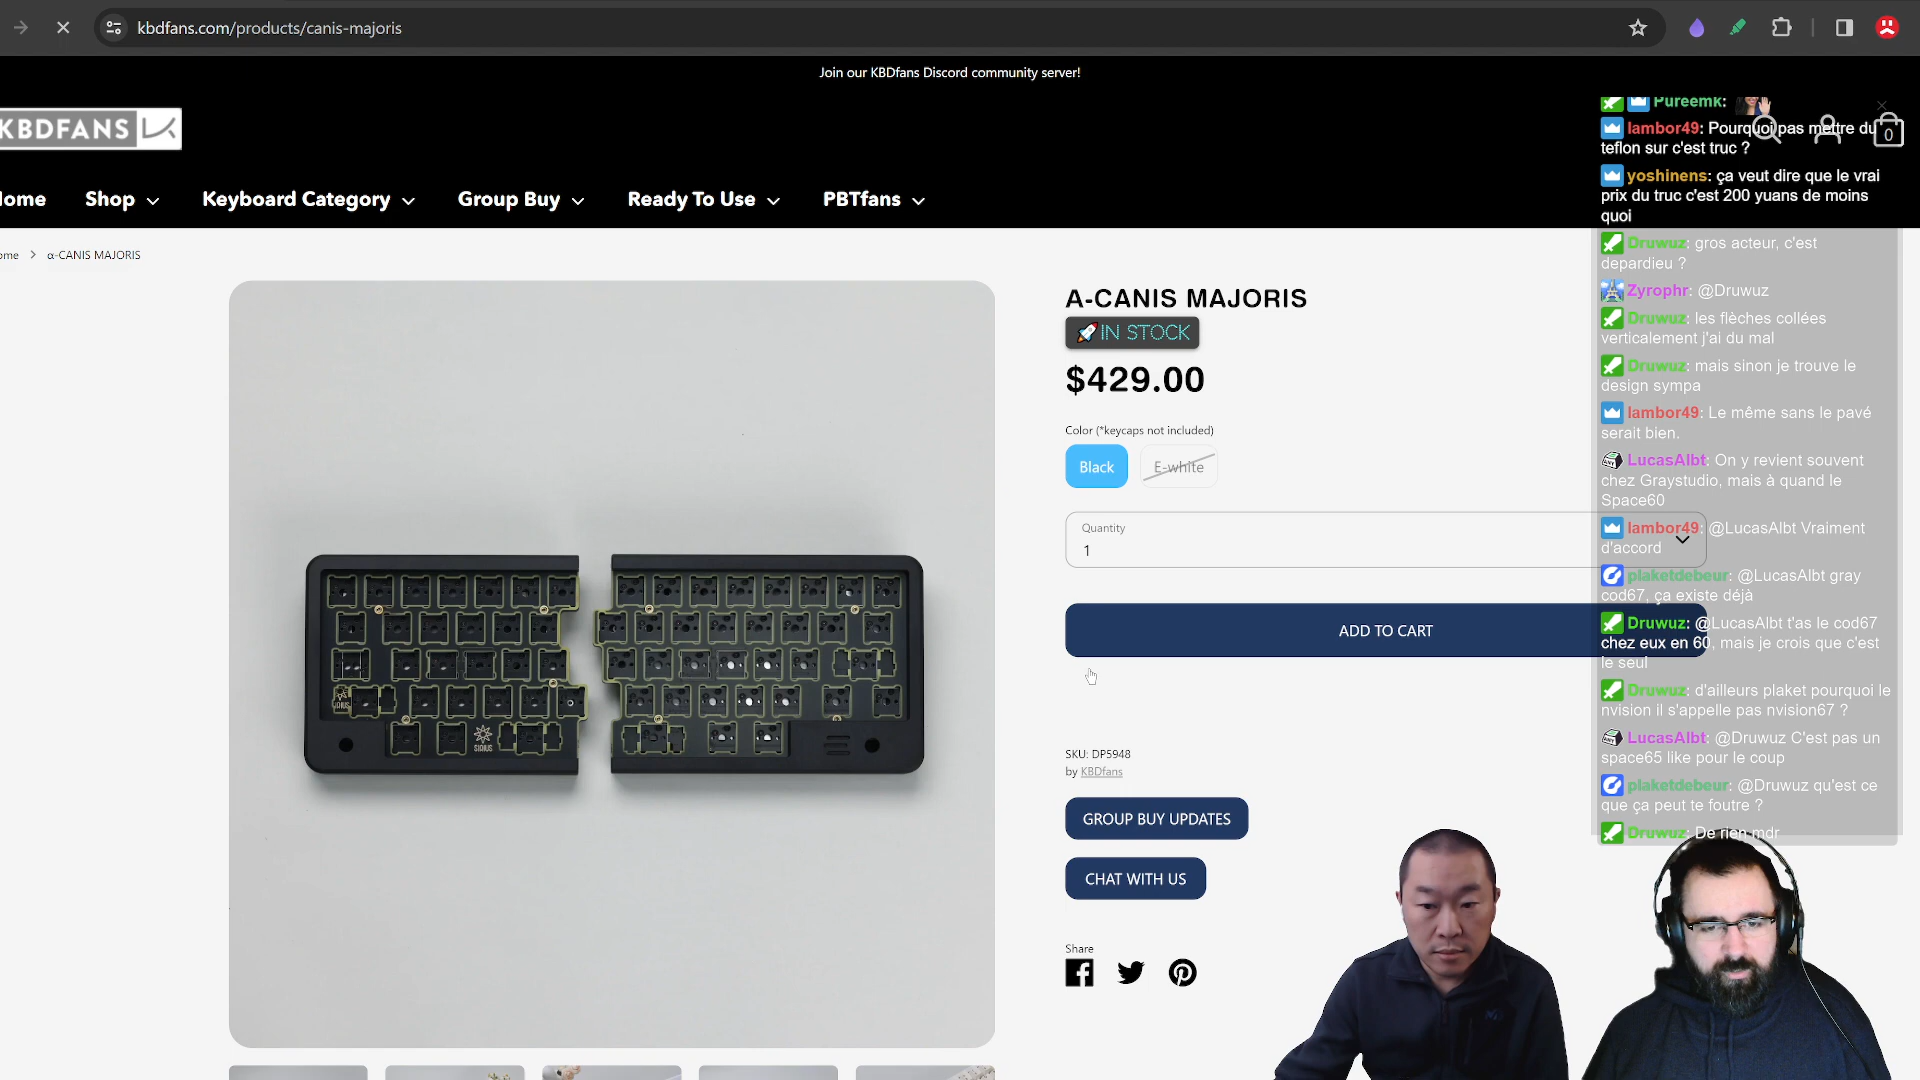 kbdfans.com/products/canis-majoris
Join our KBDfans Discord community server!
KBDFANS
0
Shop
Keyboard Category
Group Buy
Ready To Use
PBTfans
α-CANIS MAJORIS
A-CANIS MAJORIS
🚀IN STOCK
$429.00
Color (*keycaps not included)
Black
E-white
Quantity
1
ADD TO CART
SKU: DP5948
by KBDfans
GROUP BUY UPDATES
CHAT WITH US
Share
SIRIUS
Pureemk:
lambor49: Pourquoi pas mettre du
teflon sur c'est truc ?
yoshinens: ça veut dire que le vrai
prix du truc c'est 200 yuans de moins
quoi
Druwuz: gros acteur, c'est
depardieu ?
Zyrophr: @Druwuz
Druwuz: les flèches collées
verticalement j'ai du mal
Druwuz: mais sinon je trouve le
design sympa
lambor49: Le même sans le pavé
serait bien.
LucasAlbt: On y revient souvent
chez Graystudio, mais à quand le
Space60
lambor49: @LucasAlbt Vraiment
d'accord
plaketdebeur: @LucasAlbt gray
cod67, ça existe déjà
Druwuz: @LucasAlbt t'as le cod67
chez eux en 60, mais je crois que c'est
le seul
Druwuz: d'ailleurs plaket pourquoi le
nvision il s'appelle pas nvision67 ?
LucasAlbt: @Druwuz C'est pas un
space65 like pour le coup
plaketdebeur: @Druwuz qu'est ce
que ça peut te foutre ?
Druwuz: De rien mdr